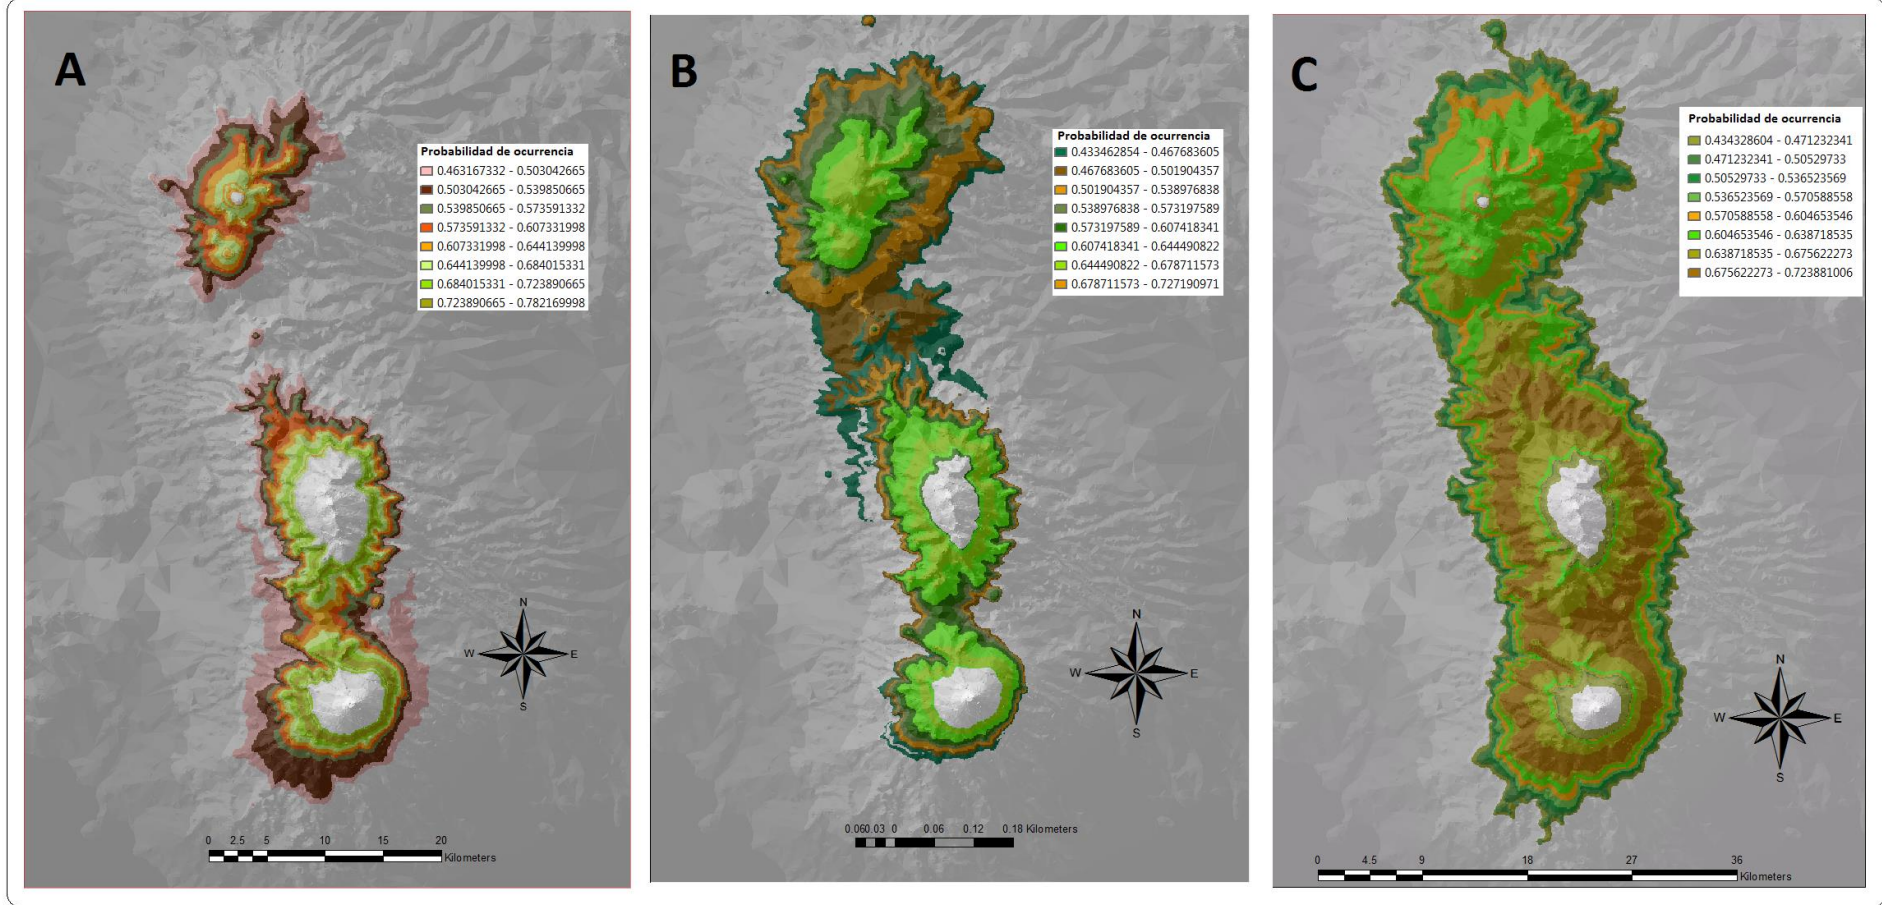 A
Probabilidad de ocurrencia
0.463167332 - 0.503042665
0.503042665 - 0.539850665
0.539850665 - 0.573591332
0.573591332 - 0.607331998
0.607331998 - 0.644139998
0.644139998 - 0.684015331
0.684015331 - 0.723890665
0.723890665 - 0.782169998
N
W E
S
0 2.5 5 10 15 20
Kilometers
B
Probabilidad de ocurrencia
0.433462854 - 0.467683605
0.467683605 - 0.501904357
0.501904357 - 0.538976838
0.538976838 - 0.573197589
0.573197589 - 0.607418341
0.607418341 - 0.644490822
0.644490822 - 0.678711573
0.678711573 - 0.727190971
N
W E
S
0.060.03 0 0.06 0.12 0.18 Kilometers
C
Probabilidad de ocurrencia
0.434328604 - 0.471232341
0.471232341 - 0.50529733
0.50529733 - 0.536523569
0.536523569 - 0.570588558
0.570588558 - 0.604653546
0.604653546 - 0.638718535
0.638718535 - 0.675622273
0.675622273 - 0.723881006
N
W E
S
0 4.5 9 18 27 36
Kilometers